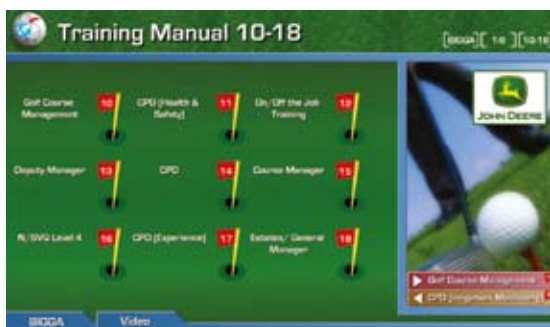 Training Manual 10-18
[BIGGA][ 1-9 ][10-18]
Golf Course
Management
10
CPD (Health &
Safety)
11
On/Off the Job
Training
12
Deputy Manager
13
CPD
14
Course Manager
15
N/SVQ Level 4
16
CPD (Experience)
17
Estates/ General
Manager
18
JOHN DEERE
Golf Course Management
CPD
BIGGA
Video